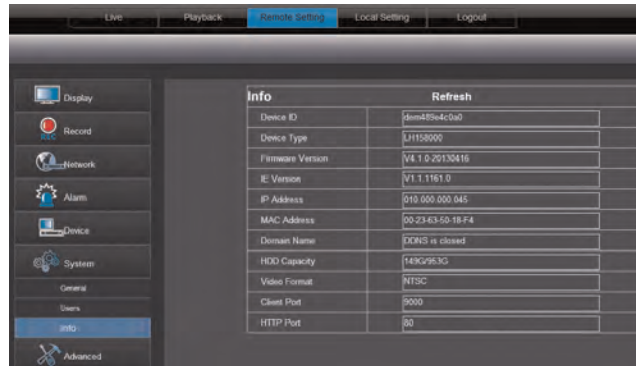 Live Playback Remote Setting Local Setting Logout
Display
Record
Network
Alarm
Device
System
General
Users
Info
Advanced
Info Refresh
Device ID dem489e4c0a0
Device Type LH158000
Firmware Version V4.1.0-20130416
IE Version V1.1.1161.0
IP Address 010.000.000.045
MAC Address 00-23-63-50-18-F4
Domain Name DDNS is closed
HDD Capacity 149G/953G
Video Format NTSC
Client Port 9000
HTTP Port 80